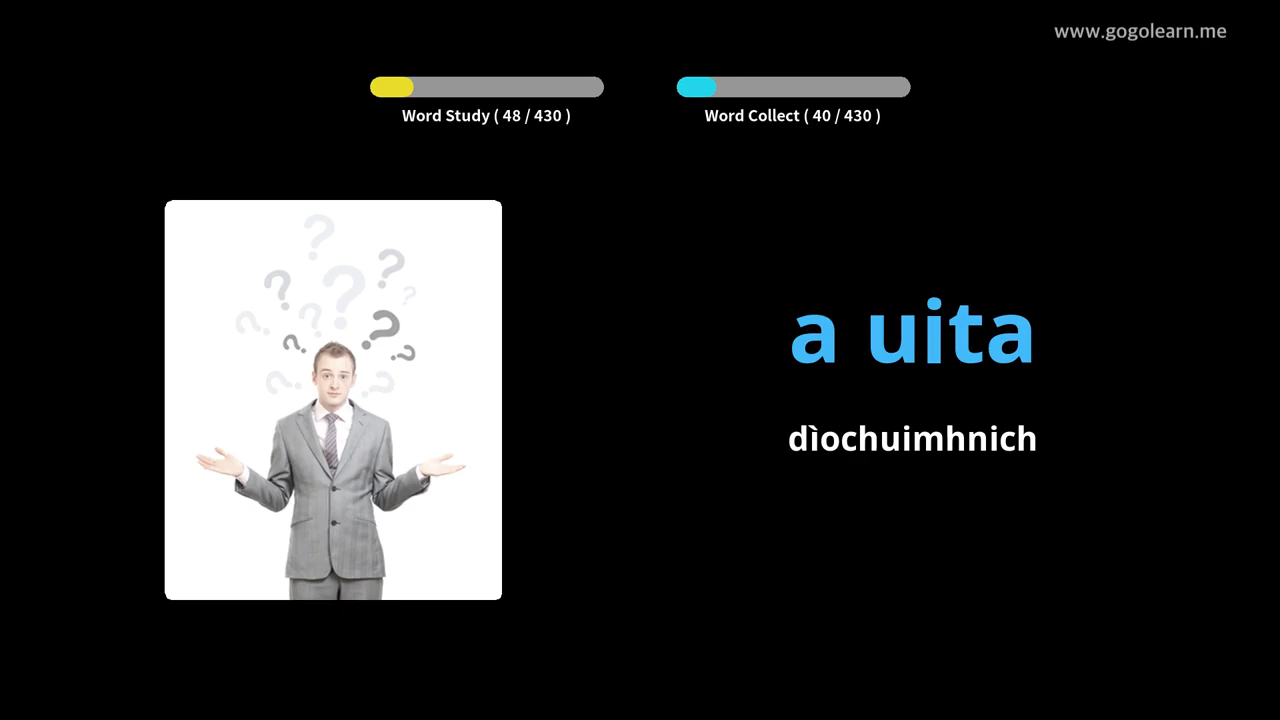 www.gogolearn.me
Word Study ( 48 / 430 )
Word Collect ( 40 / 430 )
a uita
dìochuimhnich